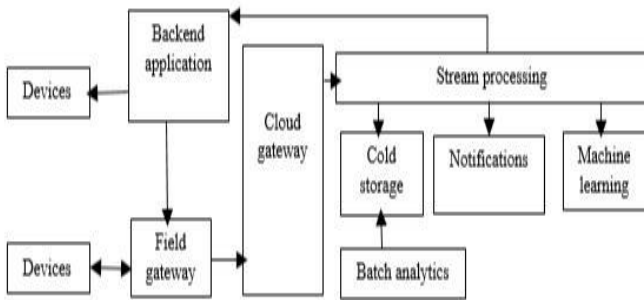 Backend
application
Devices
Stream processing
Cloud
gateway
Cold
storage
Notifications
Machine
learning
Field
gateway
Devices
Batch analytics